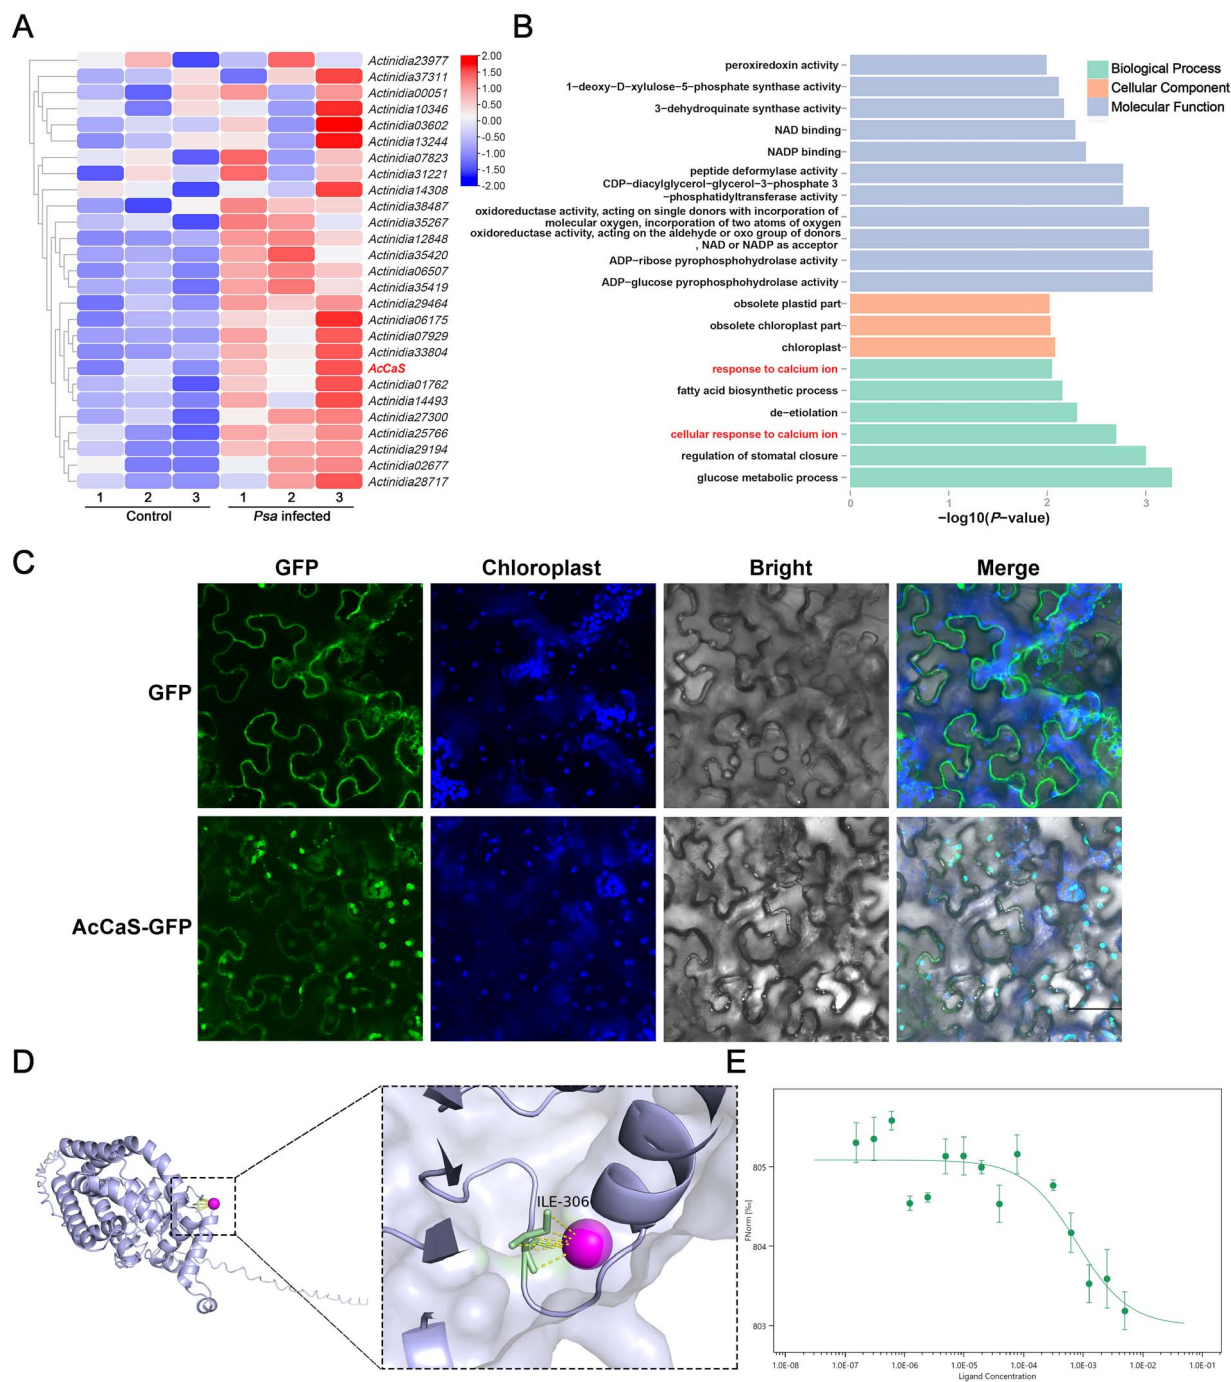 A
Actinidia23977
Actinidia37311
Actinidia00051
Actinidia10346
Actinidia03602
Actinidia13244
Actinidia07823
Actinidia31221
Actinidia14308
Actinidia38487
Actinidia35267
Actinidia12848
Actinidia35420
Actinidia06507
Actinidia35419
Actinidia29464
Actinidia06175
Actinidia07929
Actinidia33804
AcCaS
Actinidia01762
Actinidia14493
Actinidia27300
Actinidia25766
Actinidia29194
Actinidia02677
Actinidia28717
2.00
1.50
1.00
0.50
0.00
-0.50
-1.00
-1.50
-2.00
1 2 3 1 2 3
Control Psa infected
B
peroxiredoxin activity
1−deoxy−D−xylulose−5−phosphate synthase activity
3−dehydroquinate synthase activity
NAD binding
NADP binding
peptide deformylase activity
CDP−diacylglycerol−glycerol−3−phosphate 3
−phosphatidyltransferase activity
oxidoreductase activity, acting on single donors with incorporation of
molecular oxygen, incorporation of two atoms of oxygen
oxidoreductase activity, acting on the aldehyde or oxo group of donors
, NAD or NADP as acceptor
ADP−ribose pyrophosphohydrolase activity
ADP−glucose pyrophosphohydrolase activity
obsolete plastid part
obsolete chloroplast part
chloroplast
response to calcium ion
fatty acid biosynthetic process
de−etiolation
cellular response to calcium ion
regulation of stomatal closure
glucose metabolic process
0 1 2 3
−log10(P−value)
Biological Process
Cellular Component
Molecular Function
C
GFP Chloroplast Bright Merge
GFP
AcCaS-GFP
D
ILE-306
E
FNorm [‰]
805
804
803
1.0E-08 1.0E-07 1.0E-06 1.0E-05 1.0E-04 1.0E-03 1.0E-02 1.0E-01
Ligand Concentration